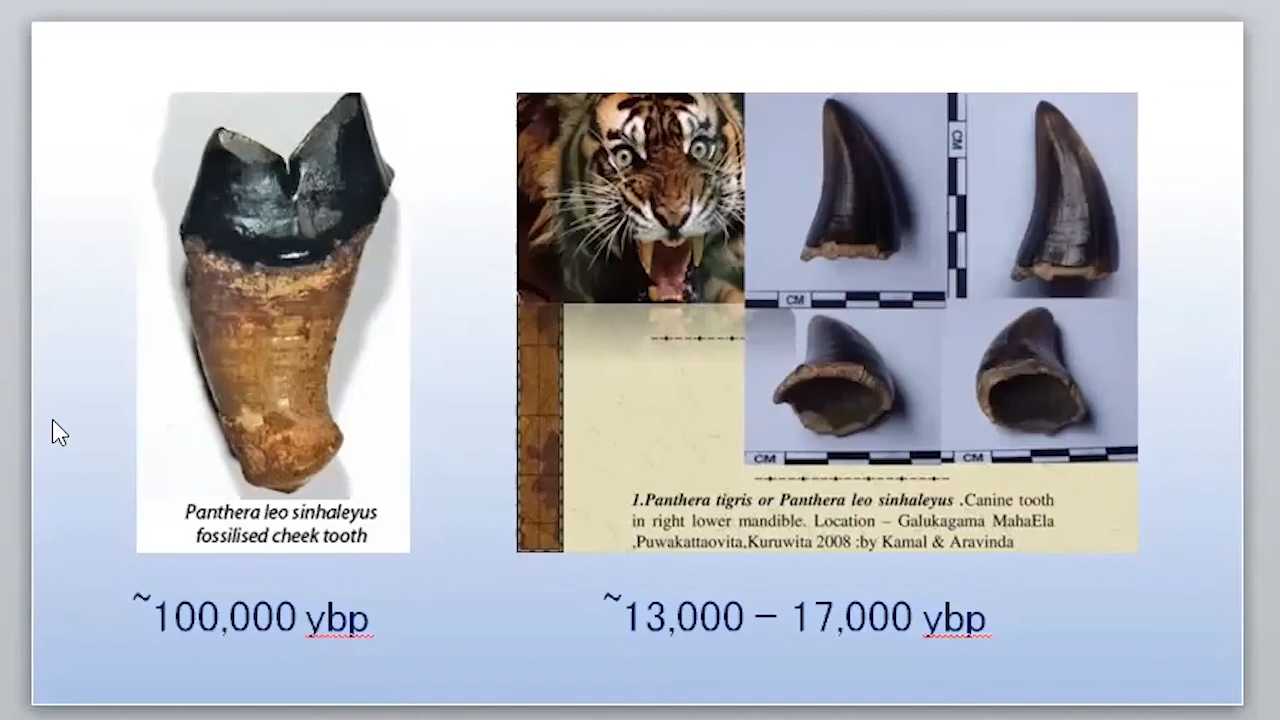 Panthera leo sinhaleyus
fossilised cheek tooth
~100,000 ybp
CM
CM
CM
CM
1.Panthera tigris or Panthera leo sinhaleyus .Canine tooth
in right lower mandible. Location – Galukagama MahaEla
,Puwakattaovita,Kuruwita 2008 :by Kamal & Aravinda
~13,000 – 17,000 ybp